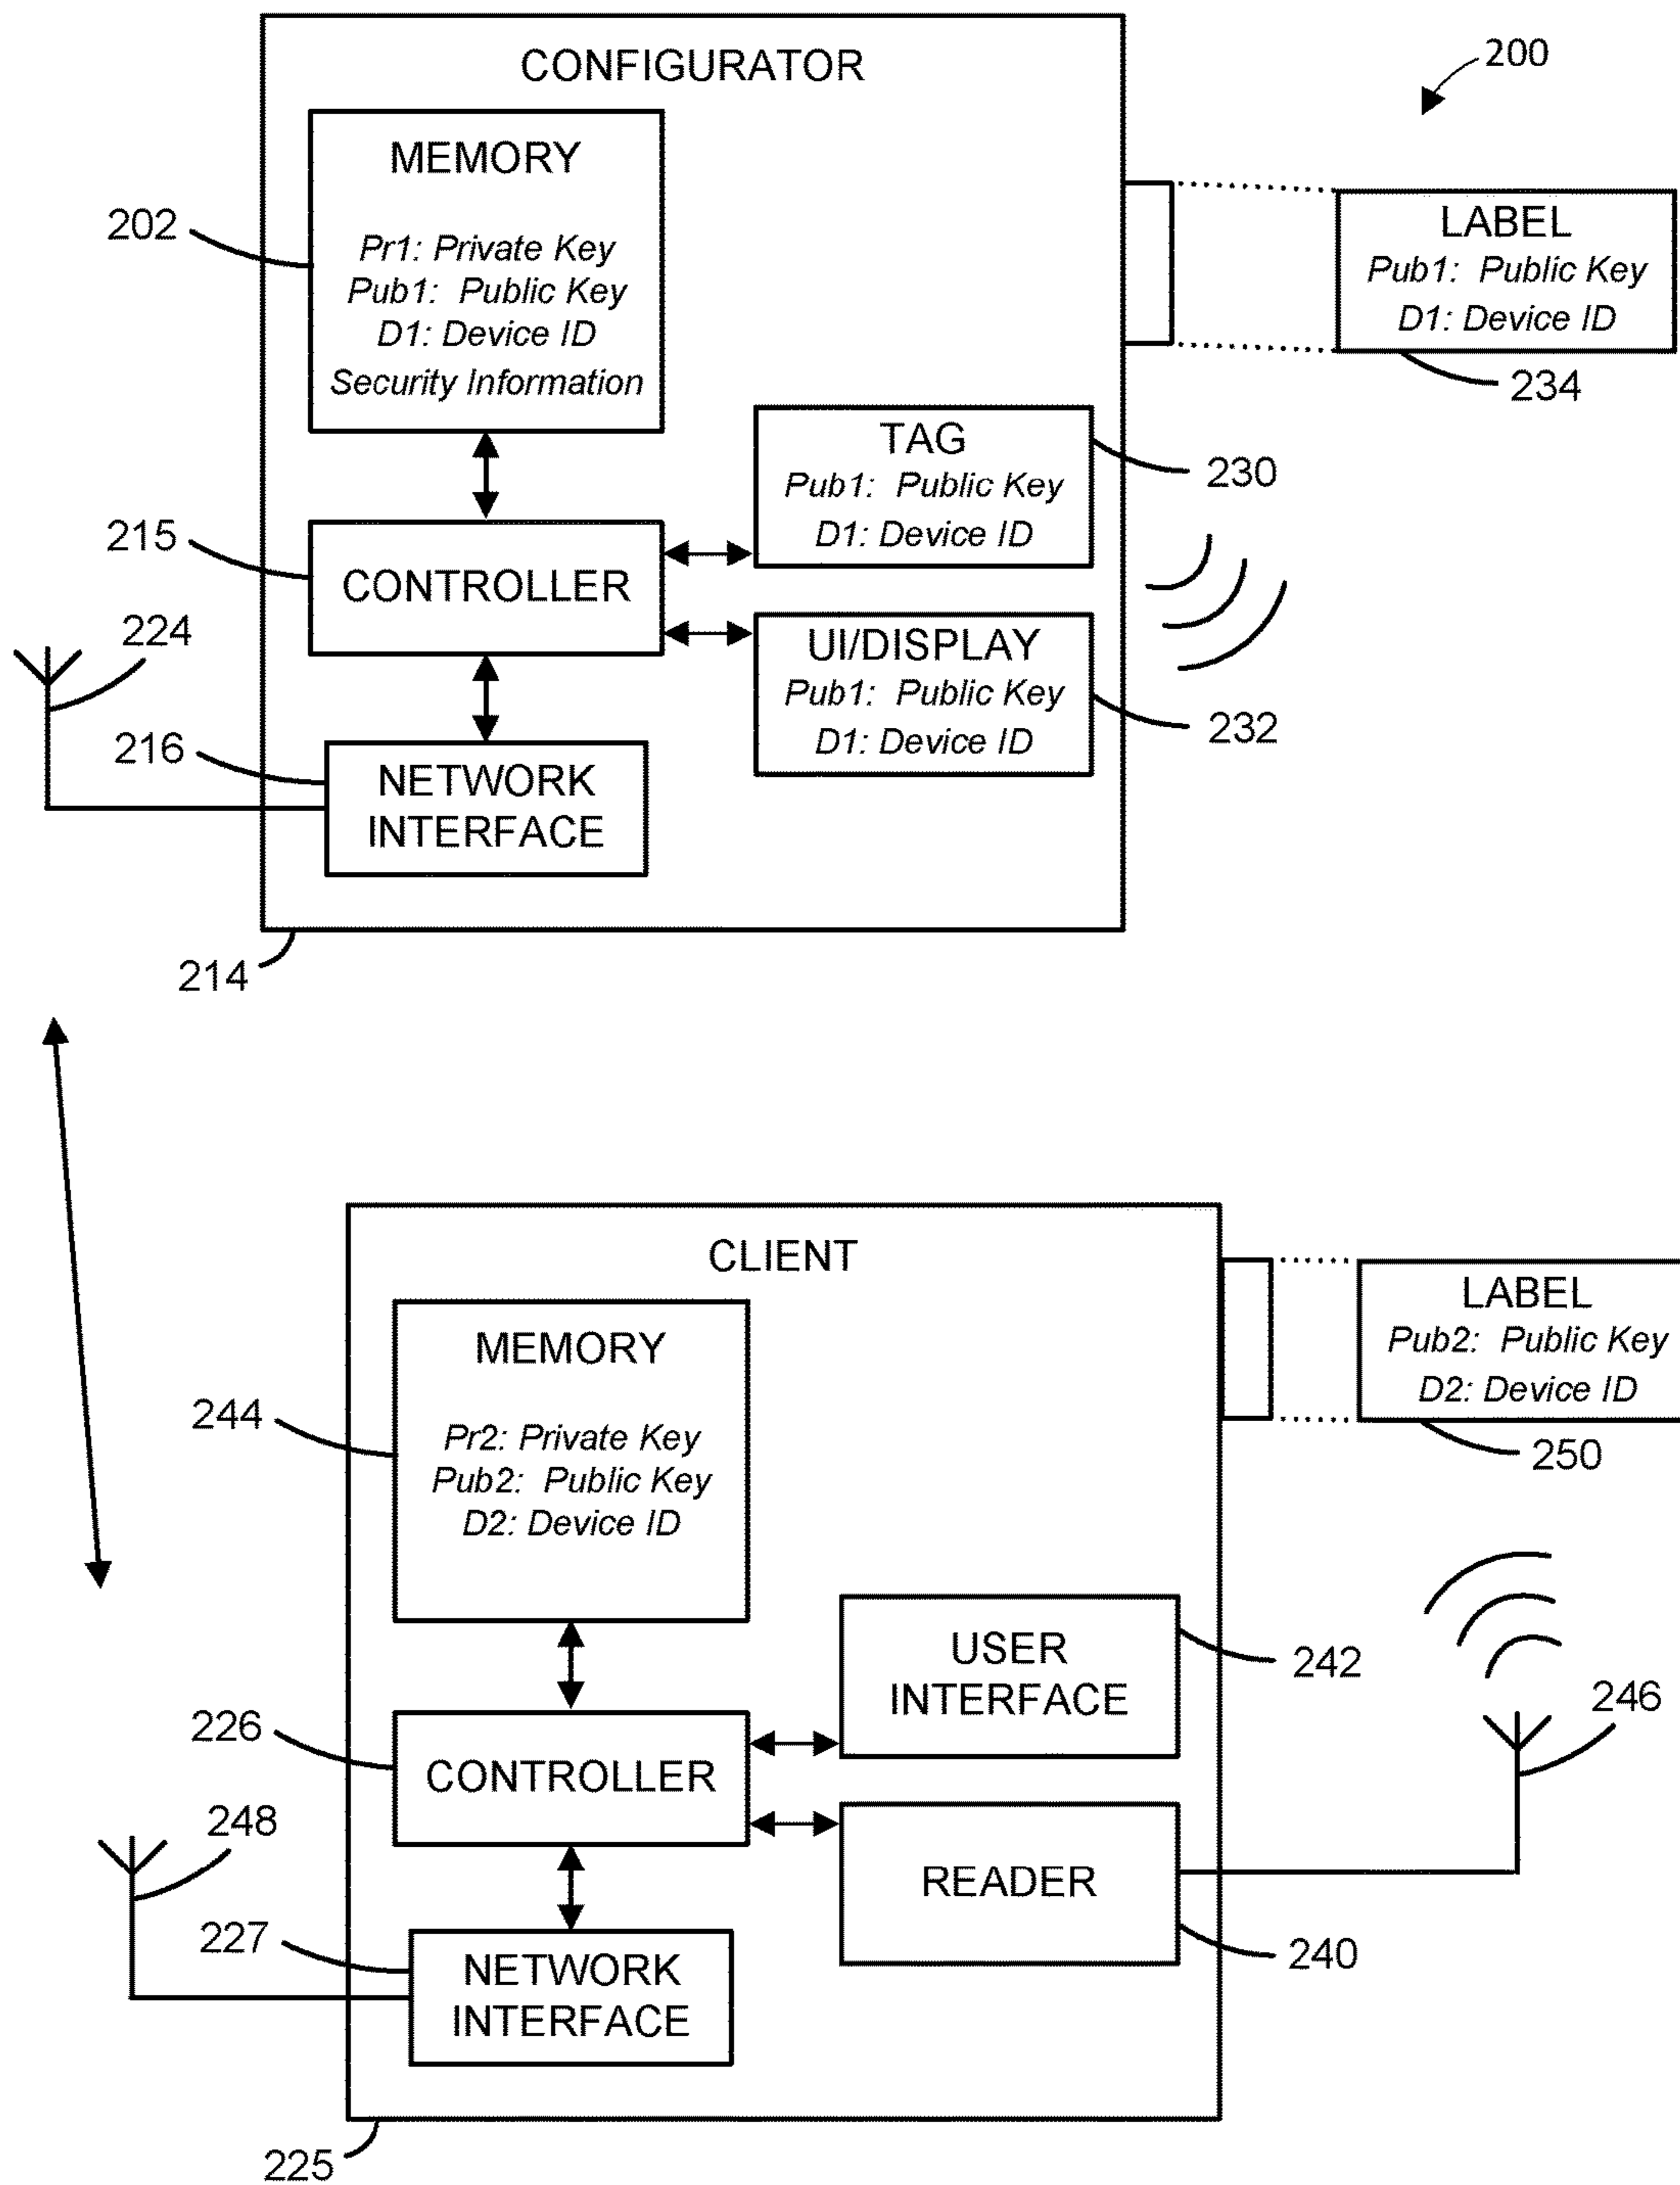 CONFIGURATOR
200
MEMORY
202
Pr1: Private Key
Pub1: Public Key
D1: Device ID
Security Information
LABEL
Pub1: Public Key
D1: Device ID
234
TAG
Pub1: Public Key
D1: Device ID
230
215
CONTROLLER
224
UI/DISPLAY
Pub1: Public Key
D1: Device ID
232
216
NETWORK
INTERFACE
214
CLIENT
MEMORY
244
Pr2: Private Key
Pub2: Public Key
D2: Device ID
LABEL
Pub2: Public Key
D2: Device ID
250
USER
INTERFACE
242
246
226
CONTROLLER
248
READER
240
227
NETWORK
INTERFACE
225